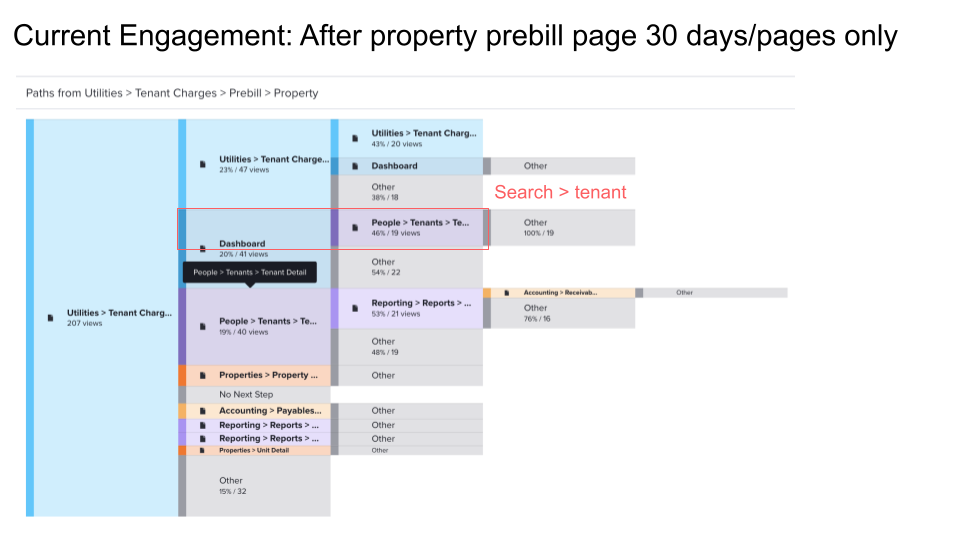 Current Engagement: After property prebill page 30 days/pages only
Paths from Utilities > Tenant Charges > Prebill > Property
Utilities > Tenant Charg...
207 views
Utilities > Tenant Charge...
23% / 47 views
Dashboard
20% / 41 views
People > Tenants > Tenant Detail
People > Tenants > Te...
19% / 40 views
Properties > Property ...
No Next Step
Accounting > Payables...
Reporting > Reports > ...
Reporting > Reports > ...
Properties > Unit Detail
Other
15% / 32
Utilities > Tenant Charg...
43% / 20 views
Dashboard
Other
38% / 18
People > Tenants > Te...
46% / 19 views
Other
54% / 22
Reporting > Reports > ...
53% / 21 views
Other
48% / 19
Other
Other
Other
Other
Other
Other
Search > tenant
Other
100% / 19
Accounting > Receivab...
Other
76% / 16
Other